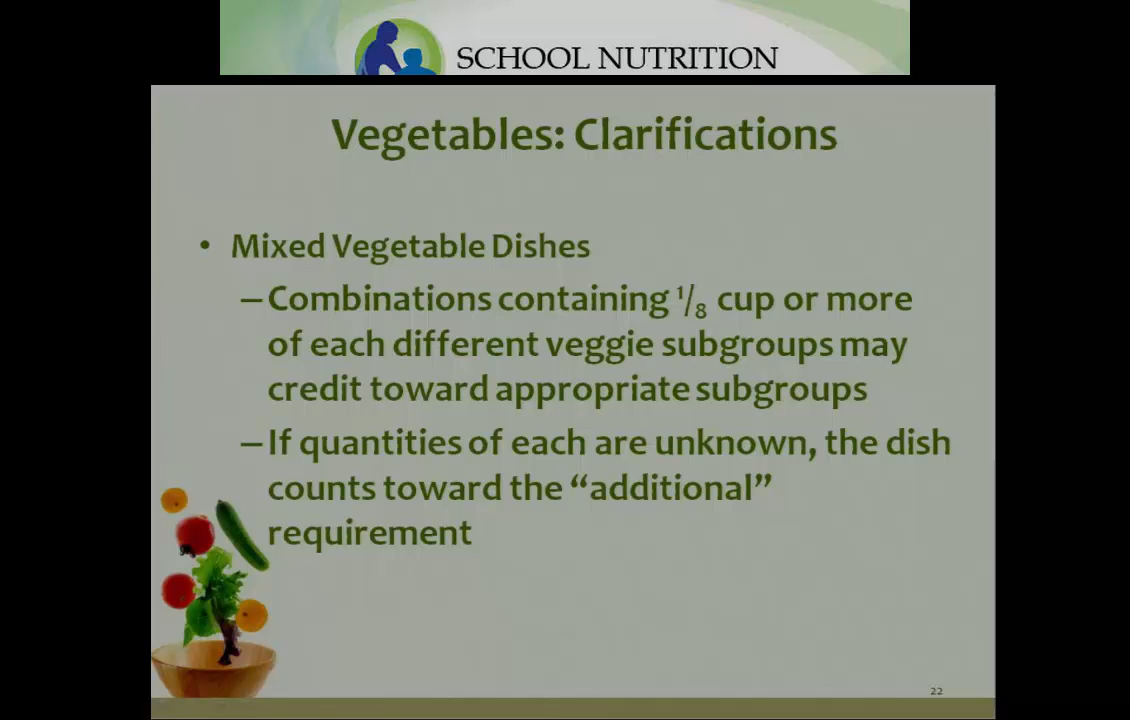 SCHOOL NUTRITION
Vegetables: Clarifications
• Mixed Vegetable Dishes
– Combinations containing 1/8 cup or more
of each different veggie subgroups may
credit toward appropriate subgroups
– If quantities of each are unknown, the dish
counts toward the “additional”
requirement
22